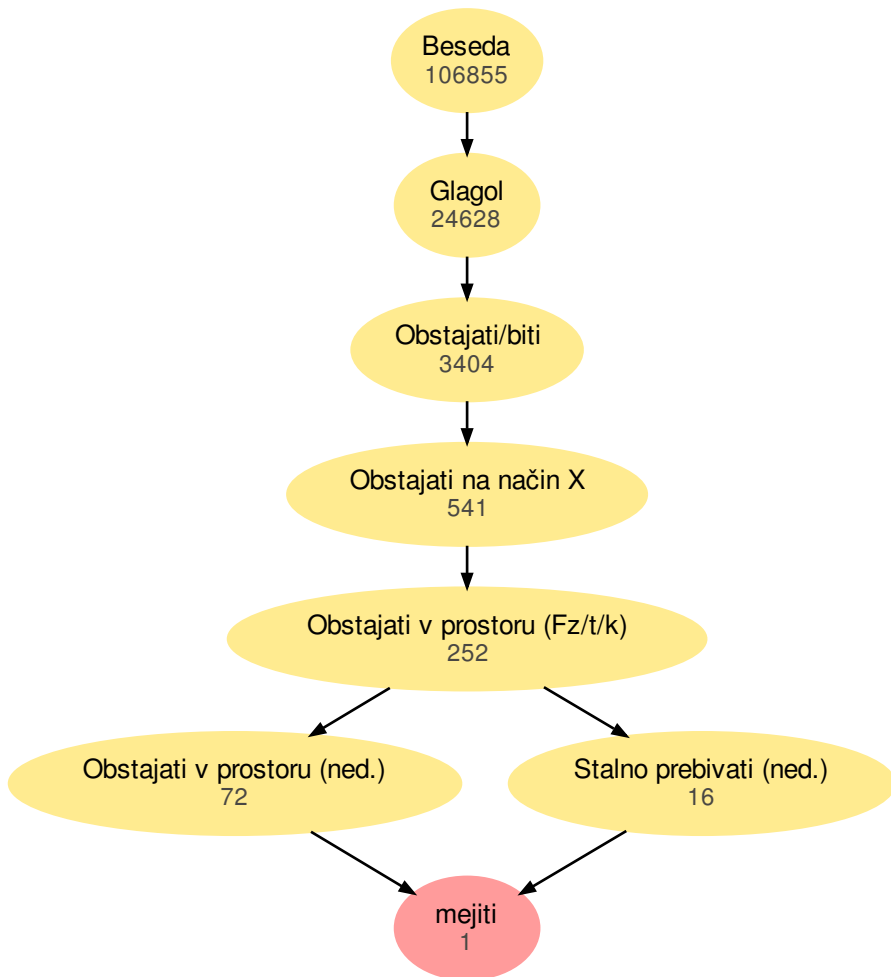 Beseda
106855
Glagol
24628
Obstajati/biti
3404
Obstajati na način X
541
Obstajati v prostoru (Fz/t/k)
252
Obstajati v prostoru (ned.)
72
Stalno prebivati (ned.)
16
mejiti
1